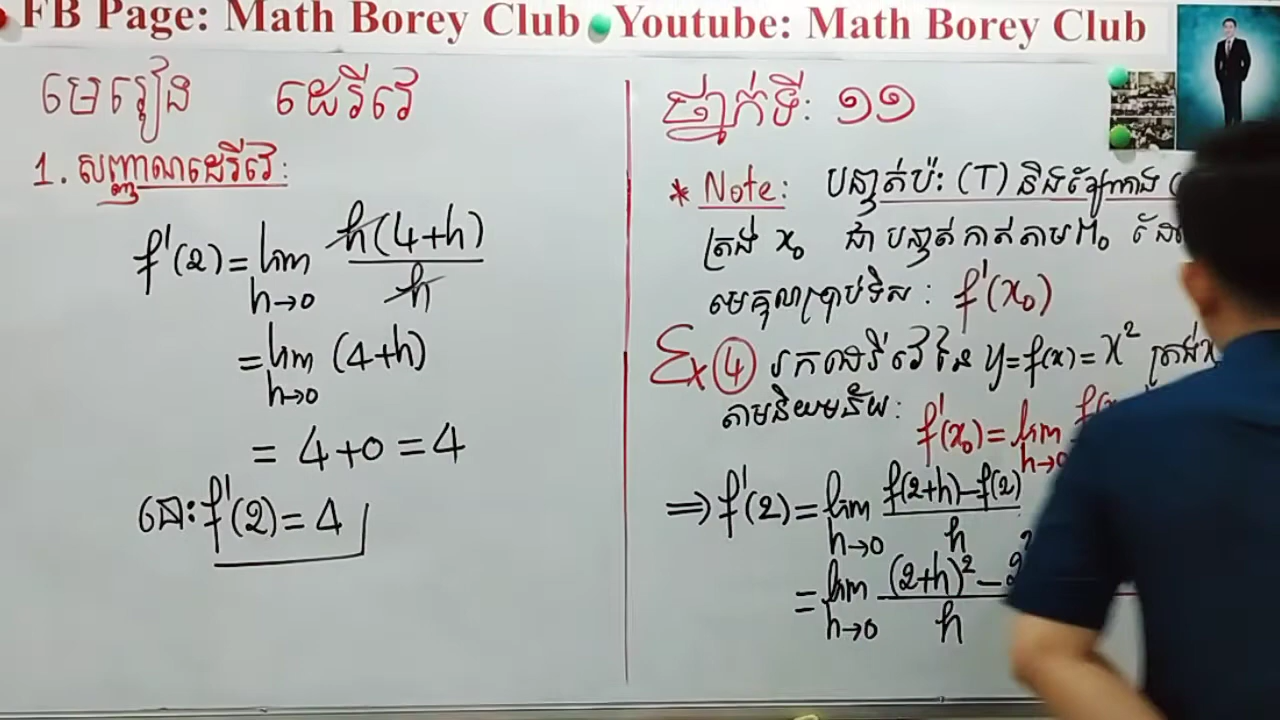 FB Page: Math Borey Club Youtube: Math Borey Club
មេរៀន ដេរីវេ
1. សញ្ញាណដេរីវេ:
f'(2) = lim h→0 h(4+h) / h
= lim h→0 (4+h)
= 4+0 = 4
នោះ f'(2) = 4
ថ្នាក់ទី: ១១
* Note: បន្ទាត់ប៉ះ (T) និងខ្សែកោង (
ត្រង់ x₀ ជាបន្ទាត់កាត់តាម M₀
មេគុណប្រាប់ទិស : f'(x₀)
Ex ④ រកដេរីវេនៃ y = f(x) = x² ត្រង់ x
តាមនិយមន័យ: f'(x₀) = lim h→0
⇒ f'(2) = lim h→0 f(2+h) – f(2) / h
= lim h→0 (2+h)² – 2² / h